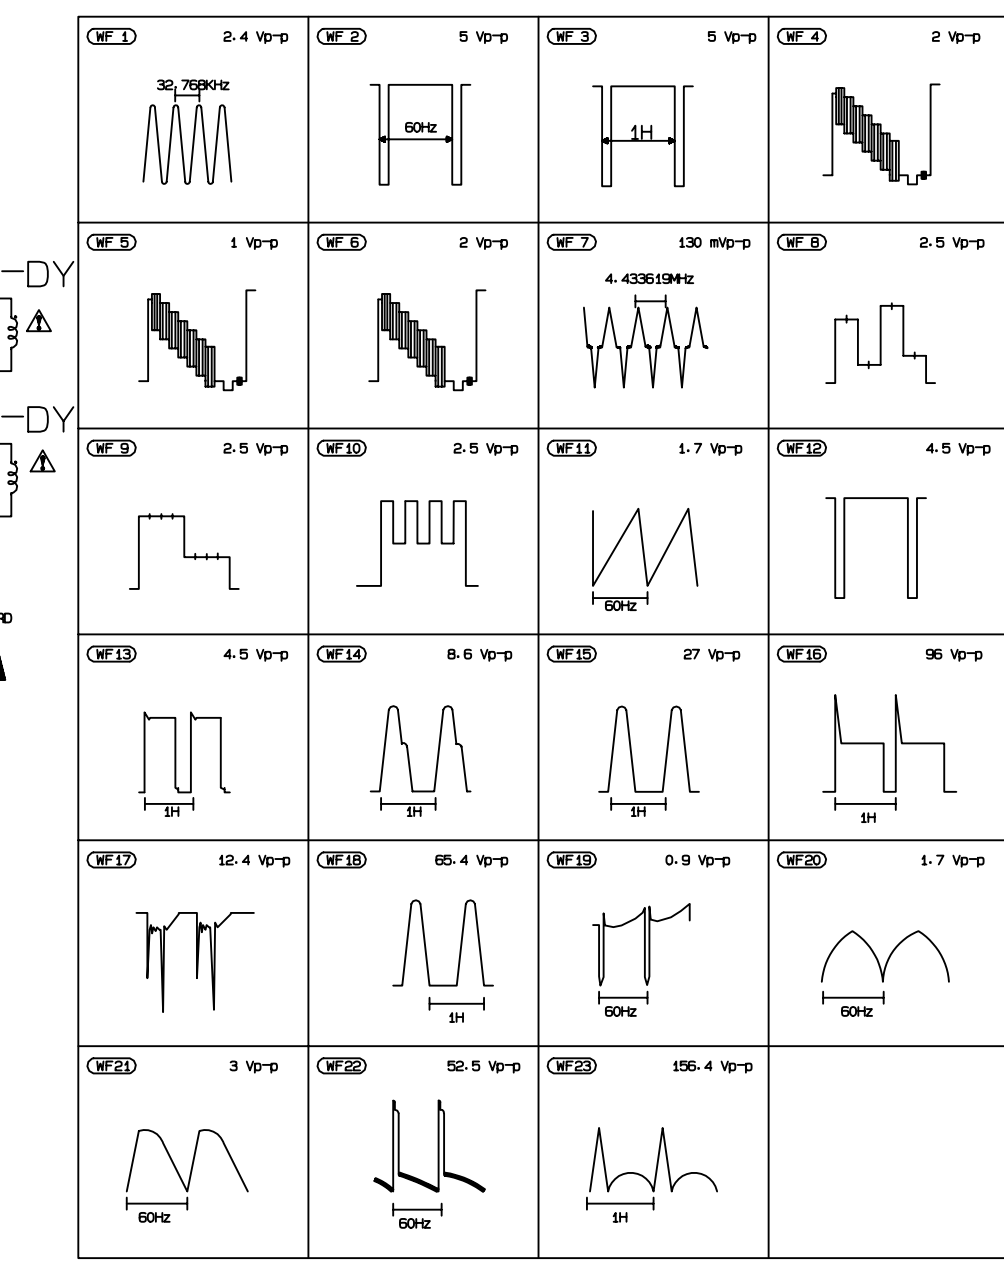 WF 1 2.4 Vp-p
32.768KHz
WF 2 5 Vp-p
60Hz
WF 3 5 Vp-p
1H
WF 4 2 Vp-p
WF 5 1 Vp-p
WF 6 2 Vp-p
WF 7 130 mVp-p
4.433619MHz
WF 8 2.5 Vp-p
-DY
-DY
WF 9 2.5 Vp-p
WF10 2.5 Vp-p
WF11 1.7 Vp-p
60Hz
WF12 4.5 Vp-p
WF13 4.5 Vp-p
1H
WF14 8.6 Vp-p
1H
WF15 27 Vp-p
1H
WF16 96 Vp-p
1H
WF17 12.4 Vp-p
WF18 65.4 Vp-p
1H
WF19 0.9 Vp-p
60Hz
WF20 1.7 Vp-p
60Hz
WF21 3 Vp-p
60Hz
WF22 52.5 Vp-p
60Hz
WF23 156.4 Vp-p
1H